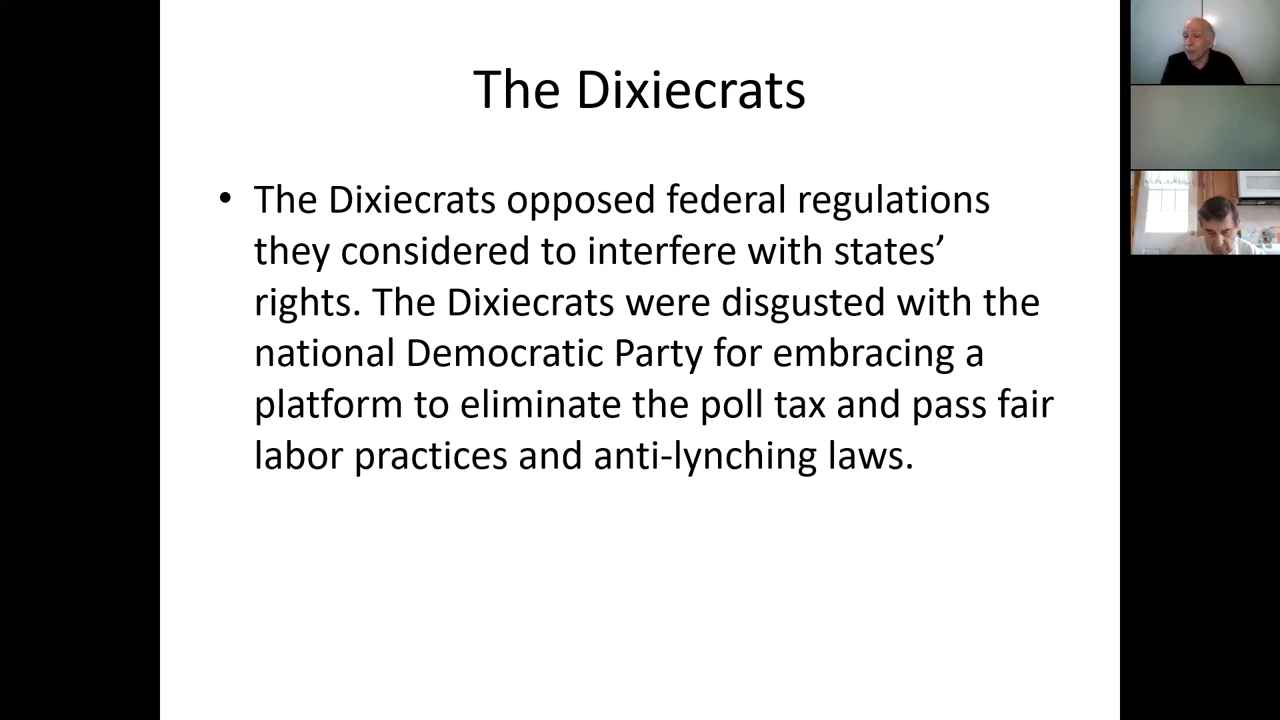 The Dixiecrats
• The Dixiecrats opposed federal regulations
they considered to interfere with states’
rights. The Dixiecrats were disgusted with the
national Democratic Party for embracing a
platform to eliminate the poll tax and pass fair
labor practices and anti-lynching laws.